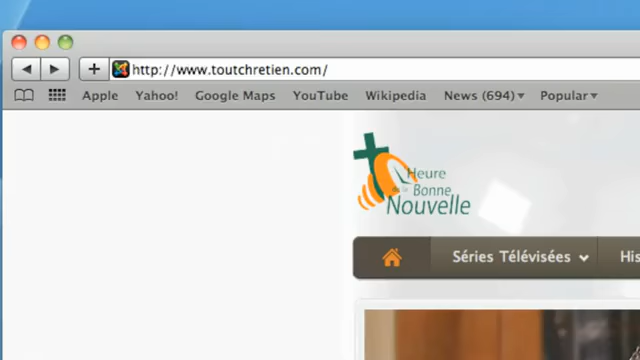 http://www.toutchretien.com/
Apple Yahoo! Google Maps YouTube Wikipedia News (694) Popular
Heure
de la
Bonne
Nouvelle
Séries Télévisées His